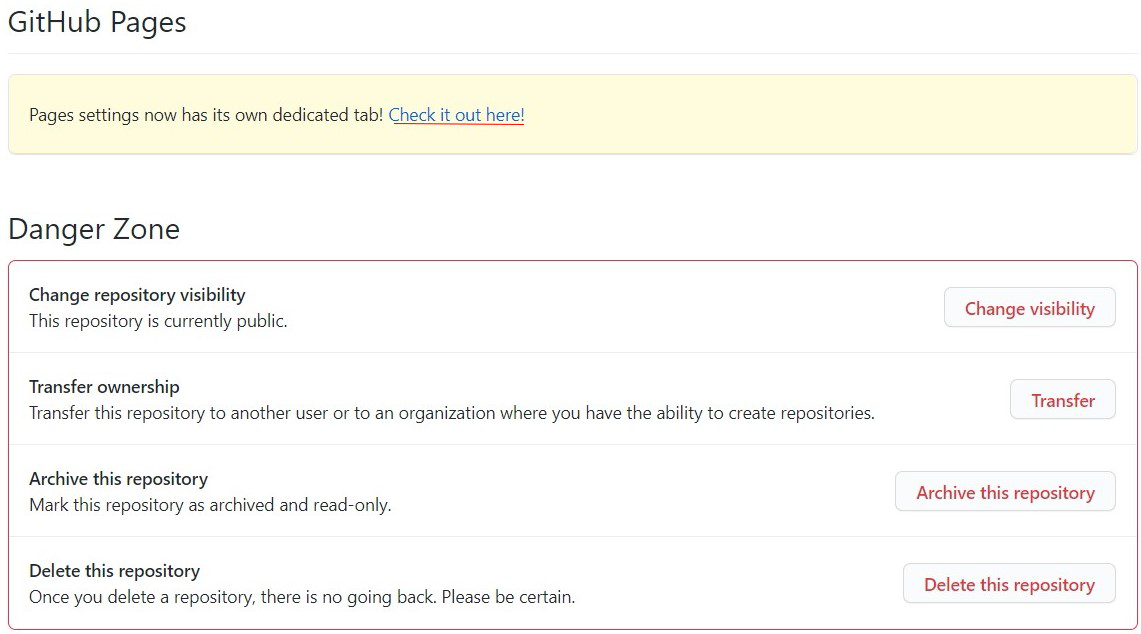 GitHub Pages
Pages settings now has its own dedicated tab! Check it out here!
Danger Zone
Change repository visibility
This repository is currently public.
Change visibility
Transfer ownership
Transfer this repository to another user or to an organization where you have the ability to create repositories.
Transfer
Archive this repository
Mark this repository as archived and read-only.
Archive this repository
Delete this repository
Once you delete a repository, there is no going back. Please be certain.
Delete this repository